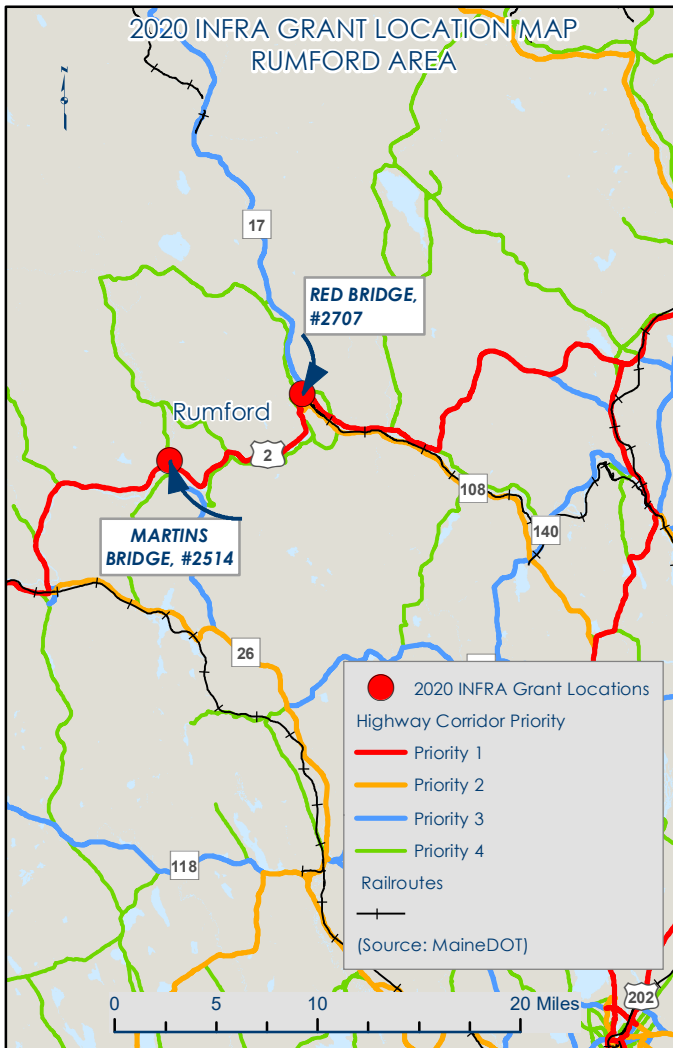 2020 INFRA GRANT LOCATION MAP
RUMFORD AREA
N
17
RED BRIDGE,
#2707
Rumford
2
108
140
MARTINS
BRIDGE, #2514
26
118
2020 INFRA Grant Locations
Highway Corridor Priority
Priority 1
Priority 2
Priority 3
Priority 4
Railroutes
(Source: MaineDOT)
202
0 5 10 20 Miles